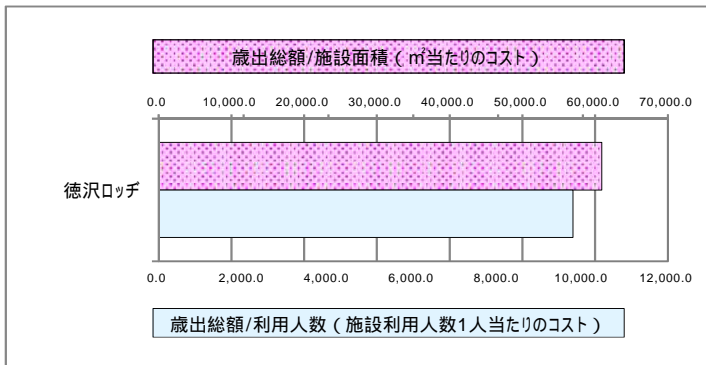 歳出総額/施設面積(㎡当たりのコスト)
0.0 10,000.0 20,000.0 30,000.0 40,000.0 50,000.0 60,000.0 70,000.0
徳沢ロッヂ
0.0 2,000.0 4,000.0 6,000.0 8,000.0 10,000.0 12,000.0
歳出総額/利用人数(施設利用人数1人当たりのコスト)